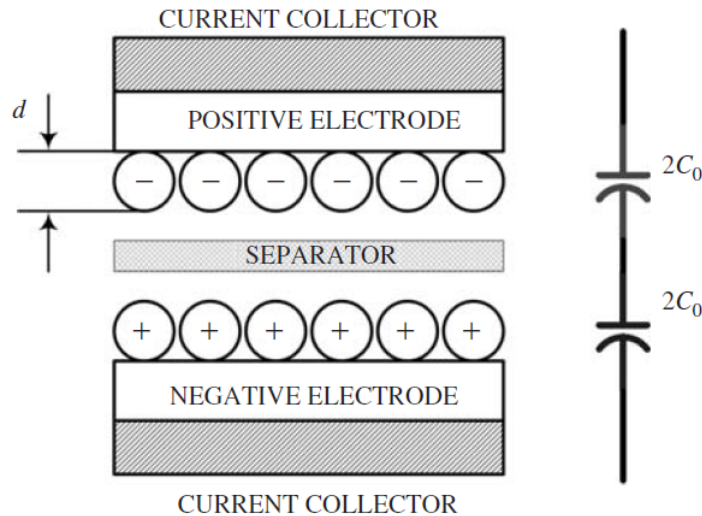 CURRENT COLLECTOR
d
POSITIVE ELECTRODE
− − − − − −
2C₀
SEPARATOR
2C₀
+ + + + + +
NEGATIVE ELECTRODE
CURRENT COLLECTOR